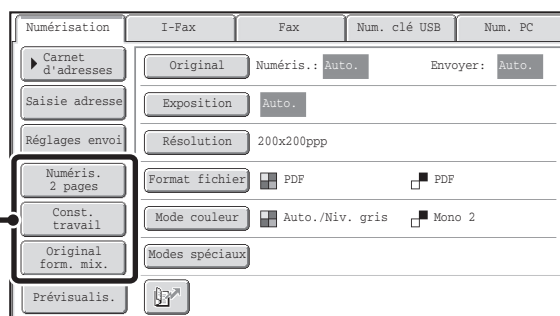 Numérisation I-Fax Fax Num. clé USB Num. PC
Carnet
d'adresses
Original Numéris.: Auto. Envoyer: Auto.
Saisie adresse Exposition Auto.
Réglages envoi Résolution 200x200ppp
Numéris.
2 pages
Format fichier PDF PDF
Const.
travail
Mode couleur Auto./Niv. gris Mono 2
Original
form. mix.
Modes spéciaux
Prévisualis.